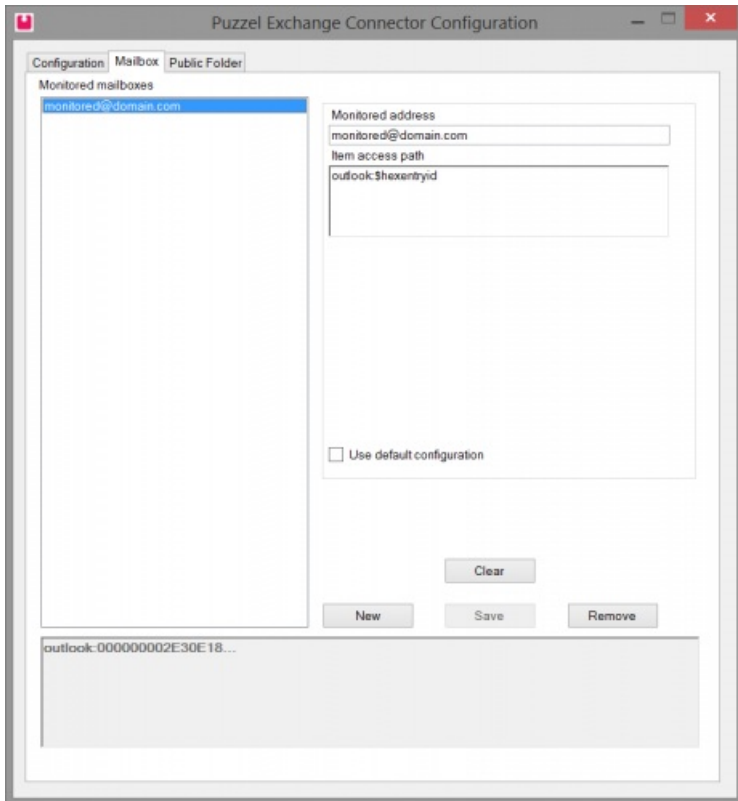 Puzzel Exchange Connector Configuration
Configuration Mailbox Public Folder
Monitored mailboxes
monitored@domain.com
Monitored address
monitored@domain.com
Item access path
outlook:$hexentryid
Use default configuration
Clear
New Save Remove
outlook:000000002E30E18...